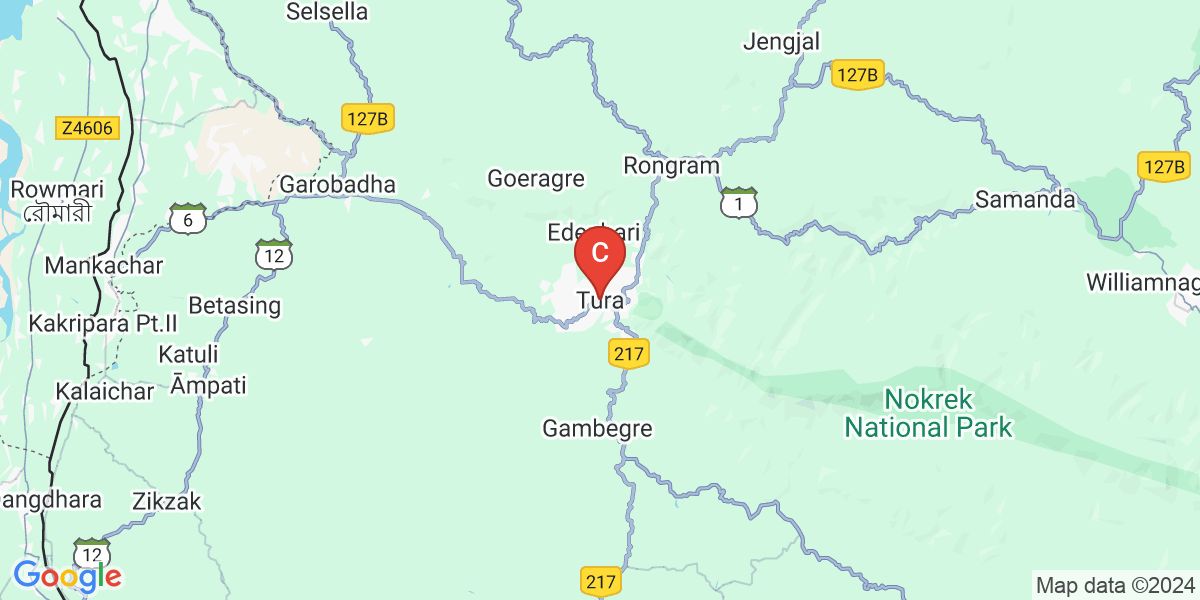 Selsella
Jengjal
127B
127B
Z4606
Rongram
127B
Goeragre
Garobadha
Rowmari
রৌমারী
Samanda
1
6
C
12
Mankachar
Williamnag
Betasing
Tura
Kakripara Pt.II
Katuli
217
Āmpati
Kalaichar
Nokrek
National Park
Gambegre
angdhara
Zikzak
12
217
Google
Map data ©2024